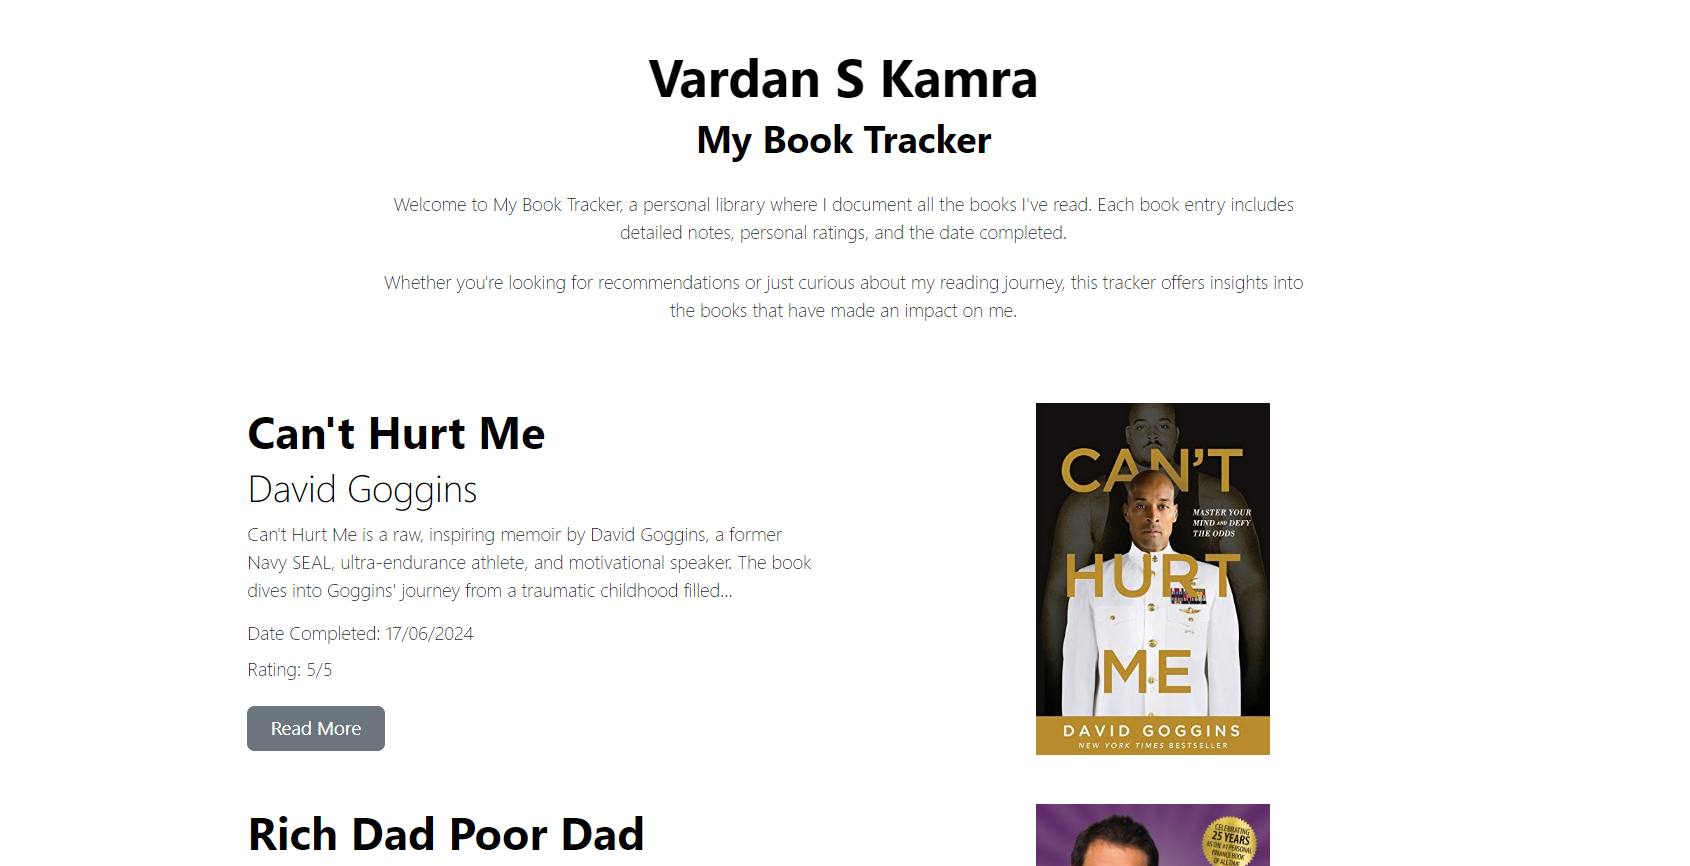 Vardan S Kamra
My Book Tracker
Welcome to My Book Tracker, a personal library where I document all the books I've read. Each book entry includes
detailed notes, personal ratings, and the date completed.
Whether you're looking for recommendations or just curious about my reading journey, this tracker offers insights into
the books that have made an impact on me.
Can't Hurt Me
David Goggins
Can't Hurt Me is a raw, inspiring memoir by David Goggins, a former
Navy SEAL, ultra-endurance athlete, and motivational speaker. The book
dives into Goggins' journey from a traumatic childhood filled...
Date Completed: 17/06/2024
Rating: 5/5
Read More
CAN'T
MASTER YOUR
MIND AND DEFY
THE ODDS
HURT
ME
DAVID GOGGINS
NEW YORK TIMES BESTSELLER
Rich Dad Poor Dad
CELEBRATING
25 YEARS
AS THE #1 PERSONAL
FINANCE BOOK
OF ALL TIME